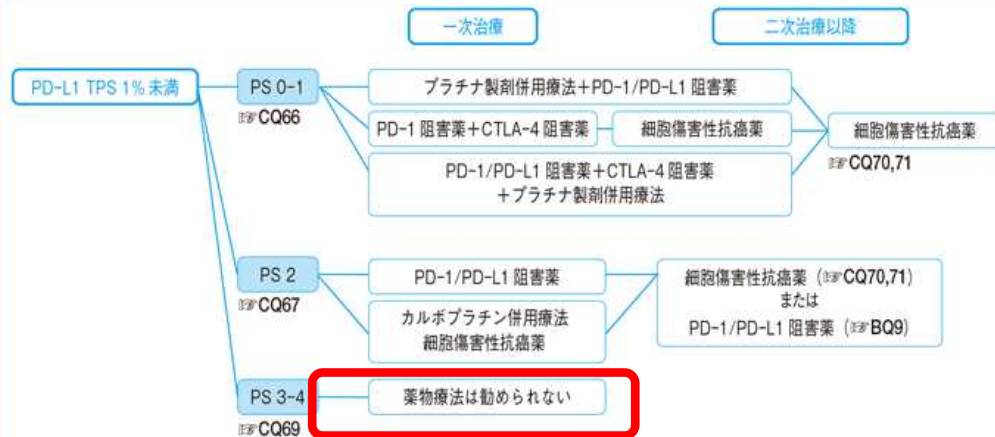 一次治療
二次治療以降
PD-L1 TPS 1%未満
PS 0-1
☞CQ66
プラチナ製剤併用療法+PD-1/PD-L1 阻害薬
PD-1 阻害薬+CTLA-4 阻害薬
細胞傷害性抗癌薬
PD-1/PD-L1 阻害薬+CTLA-4 阻害薬
+プラチナ製剤併用療法
細胞傷害性抗癌薬
☞CQ70,71
PS 2
☞CQ67
PD-1/PD-L1 阻害薬
カルボプラチン併用療法
細胞傷害性抗癌薬
細胞傷害性抗癌薬(☞CQ70,71)
または
PD-1/PD-L1 阻害薬(☞BQ9)
PS 3-4
☞CQ69
薬物療法は勧められない